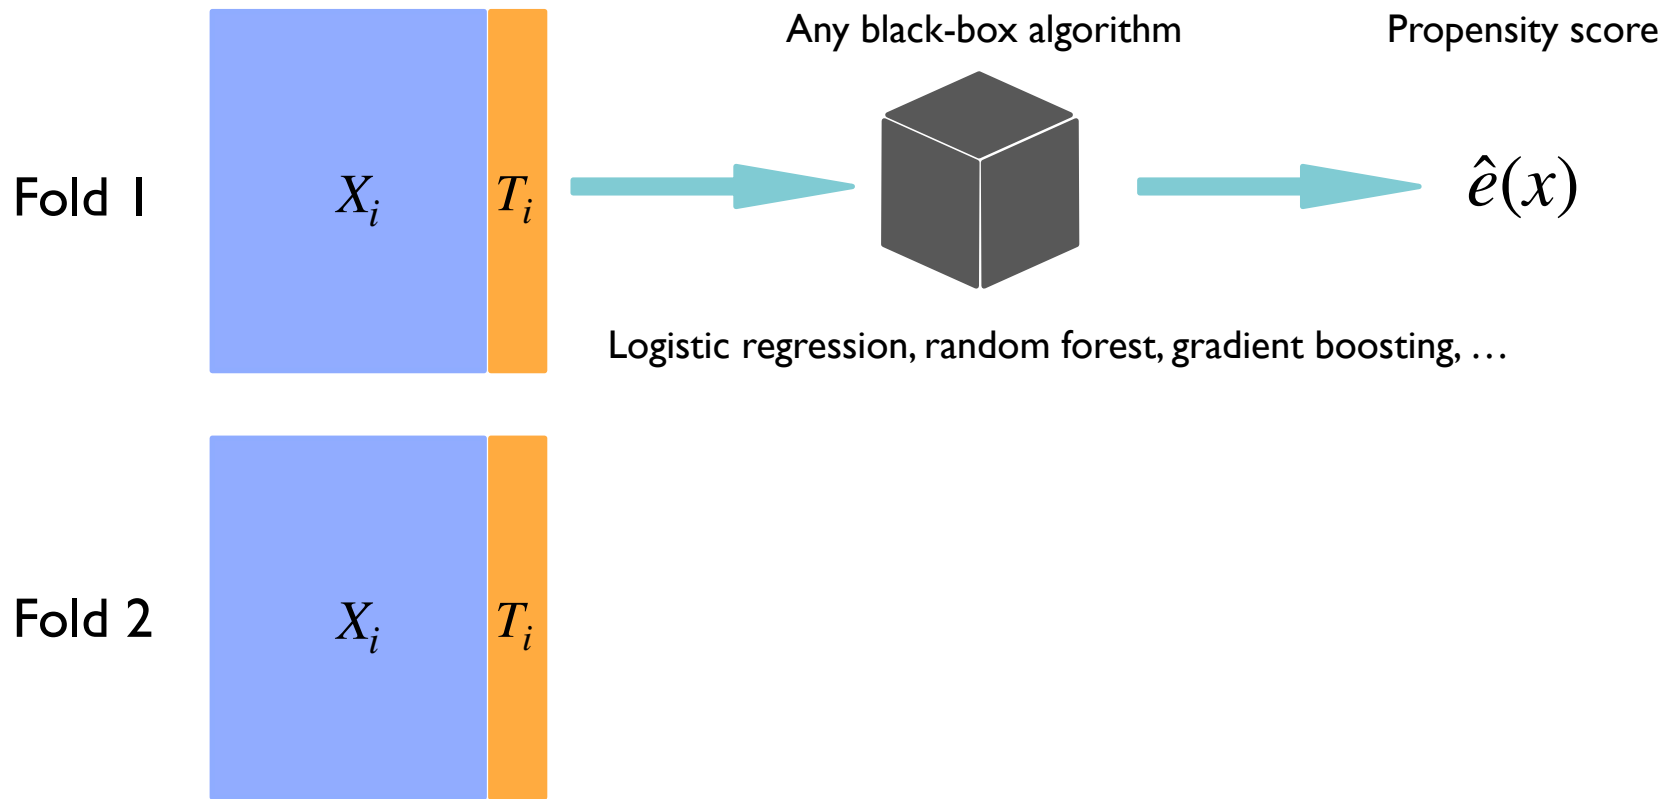 Any black-box algorithm
Propensity score
Fold 1
X_i
T_i
ê(x)
Logistic regression, random forest, gradient boosting, …
Fold 2
X_i
T_i